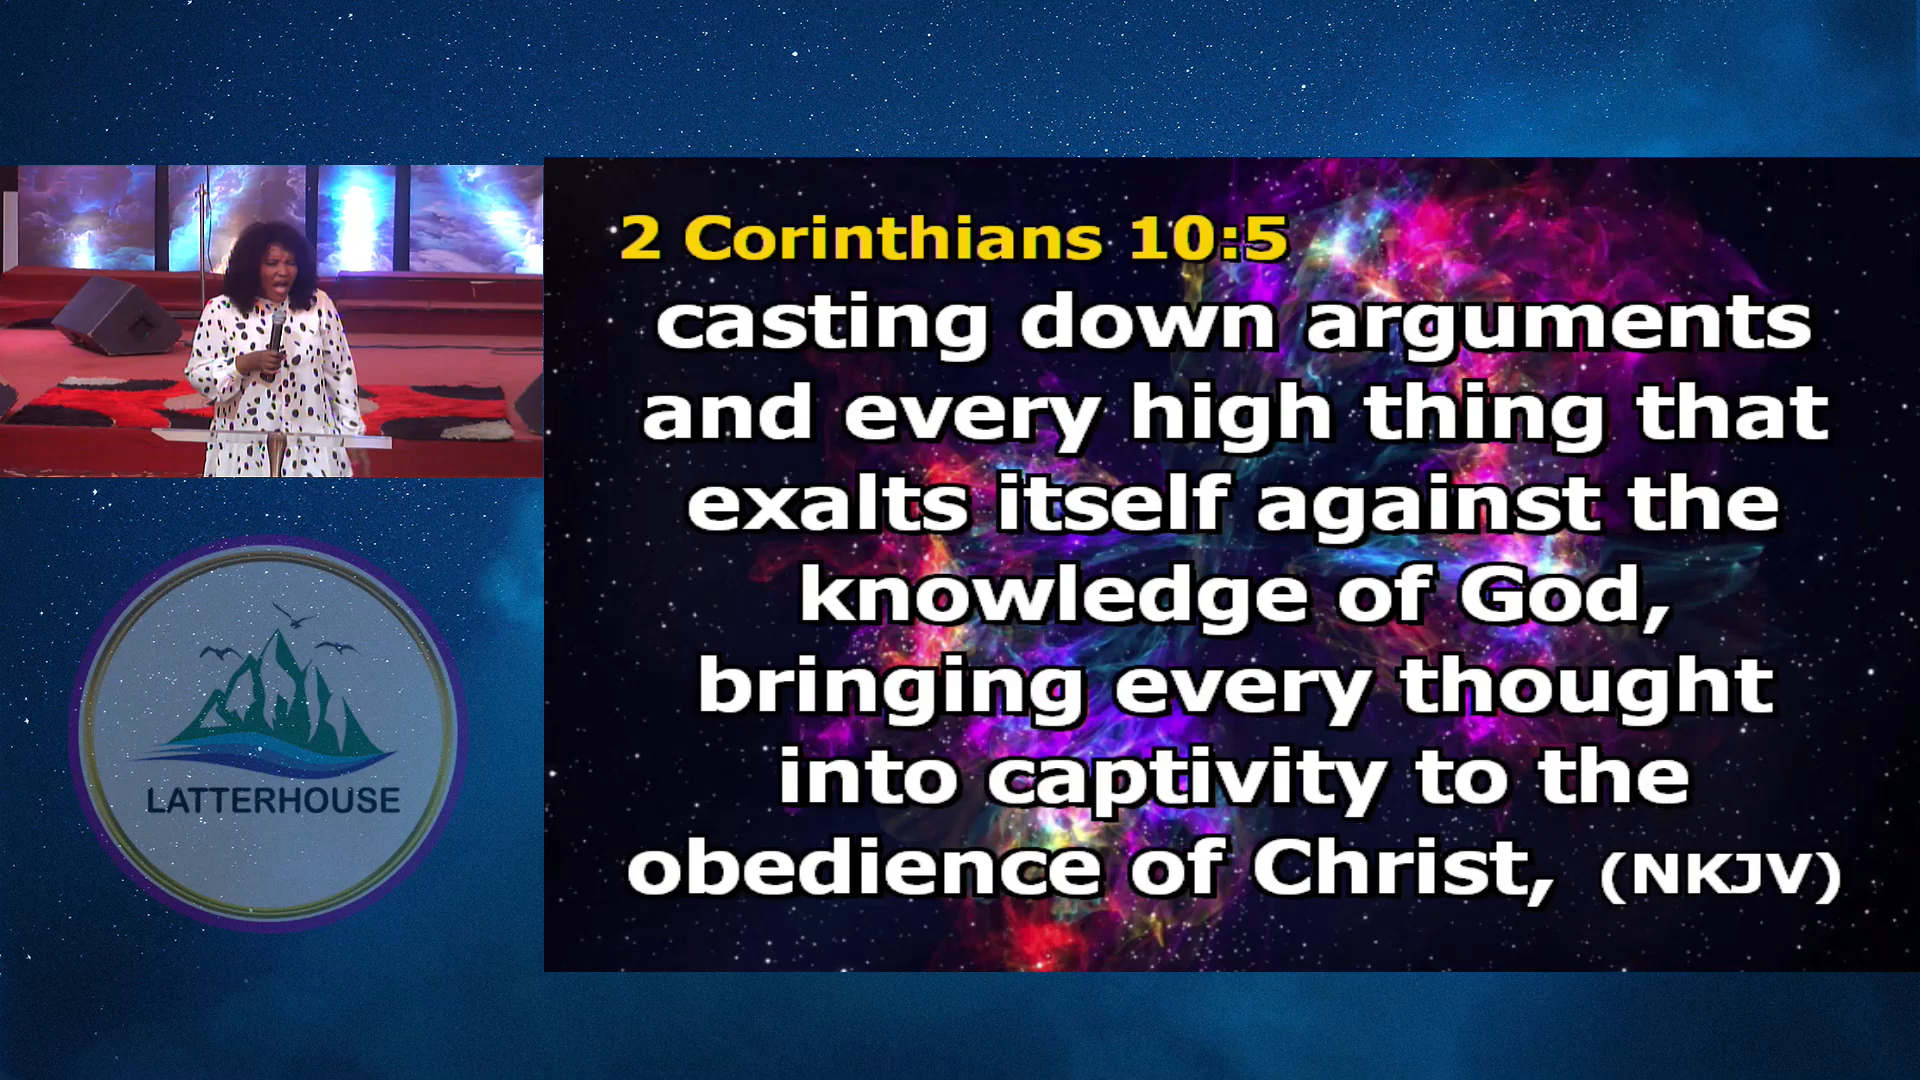 2 Corinthians 10:5
casting down arguments
and every high thing that
exalts itself against the
knowledge of God,
bringing every thought
into captivity to the
obedience of Christ, (NKJV)
LATTERHOUSE